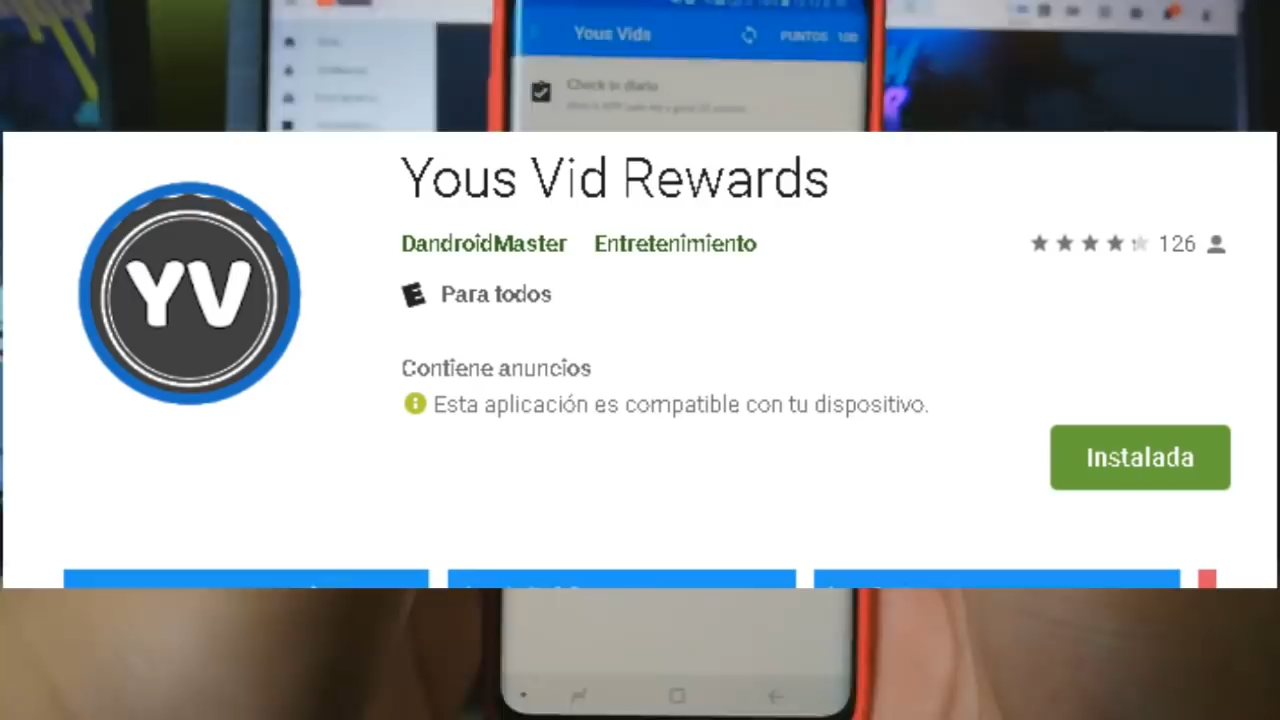 Yous Vids
PUNTOS 100
Check In diario
Yous Vid Rewards
DandroidMaster Entretenimiento
126
E Para todos
YV
Contiene anuncios
Esta aplicación es compatible con tu dispositivo.
Instalada